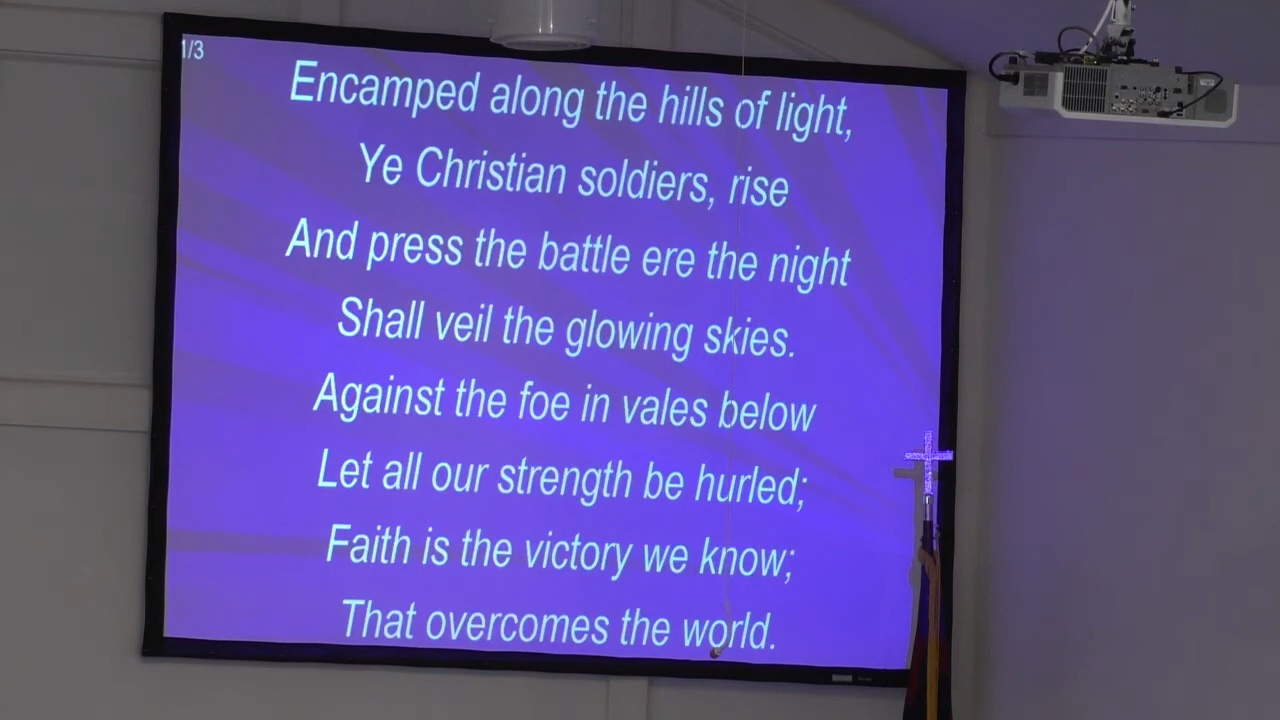 1/3
Encamped along the hills of light,
Ye Christian soldiers, rise
And press the battle ere the night
Shall veil the glowing skies.
Against the foe in vales below
Let all our strength be hurled;
Faith is the victory we know;
That overcomes the world.